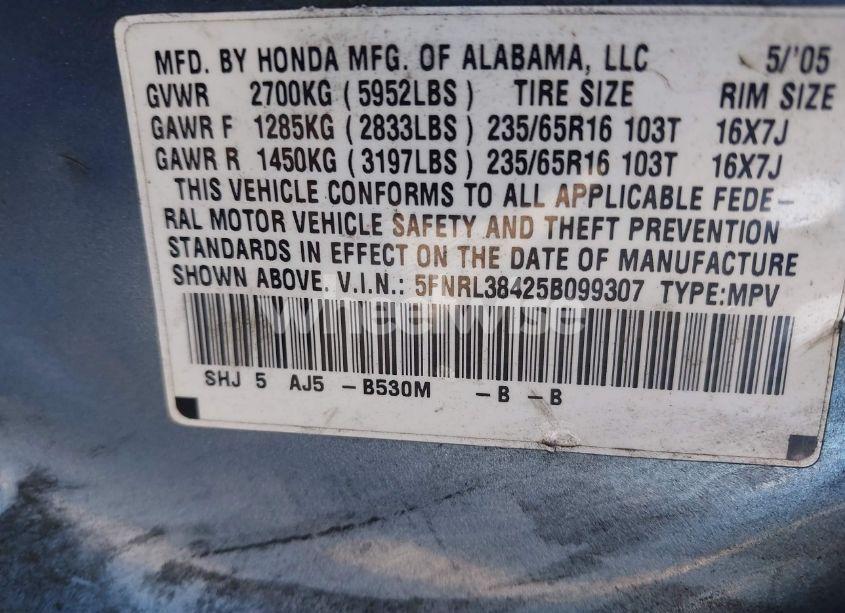 MFD. BY HONDA MFG. OF ALABAMA, LLC 5/'05
GVWR 2700KG (5952LBS) TIRE SIZE RIM SIZE
GAWR F 1285KG (2833LBS) 235/65R16 103T 16X7J
GAWR R 1450KG (3197LBS) 235/65R16 103T 16X7J
THIS VEHICLE CONFORMS TO ALL APPLICABLE FEDE-
RAL MOTOR VEHICLE SAFETY AND THEFT PREVENTION
STANDARDS IN EFFECT ON THE DATE OF MANUFACTURE
SHOWN ABOVE. V.I.N.: 5FNRL38425B099307 TYPE:MPV
Wheelwise
SHJ 5 AJ5 -B530M -B -B